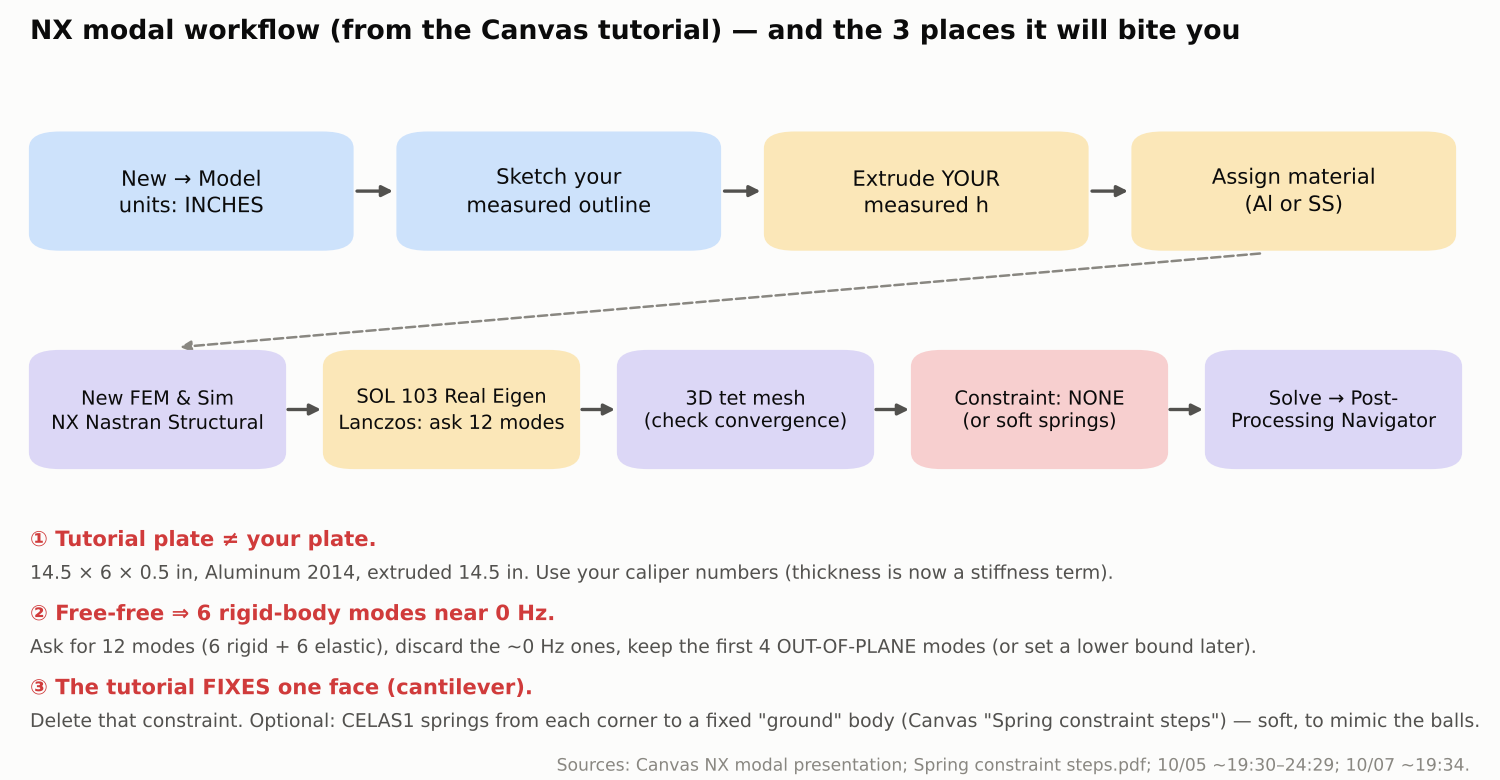 NX modal workflow (from the Canvas tutorial) — and the 3 places it will bite you
New → Model
units: INCHES
Sketch your
measured outline
Extrude YOUR
measured h
Assign material
(Al or SS)
New FEM & Sim
NX Nastran Structural
SOL 103 Real Eigen
Lanczos: ask 12 modes
3D tet mesh
(check convergence)
Constraint: NONE
(or soft springs)
Solve → Post-
Processing Navigator
① Tutorial plate ≠ your plate.
14.5 × 6 × 0.5 in, Aluminum 2014, extruded 14.5 in. Use your caliper numbers (thickness is now a stiffness term).
② Free-free ⇒ 6 rigid-body modes near 0 Hz.
Ask for 12 modes (6 rigid + 6 elastic), discard the ~0 Hz ones, keep the first 4 OUT-OF-PLANE modes (or set a lower bound later).
③ The tutorial FIXES one face (cantilever).
Delete that constraint. Optional: CELAS1 springs from each corner to a fixed "ground" body (Canvas "Spring constraint steps") — soft, to mimic the balls.
Sources: Canvas NX modal presentation; Spring constraint steps.pdf; 10/05 ~19:30–24:29; 10/07 ~19:34.